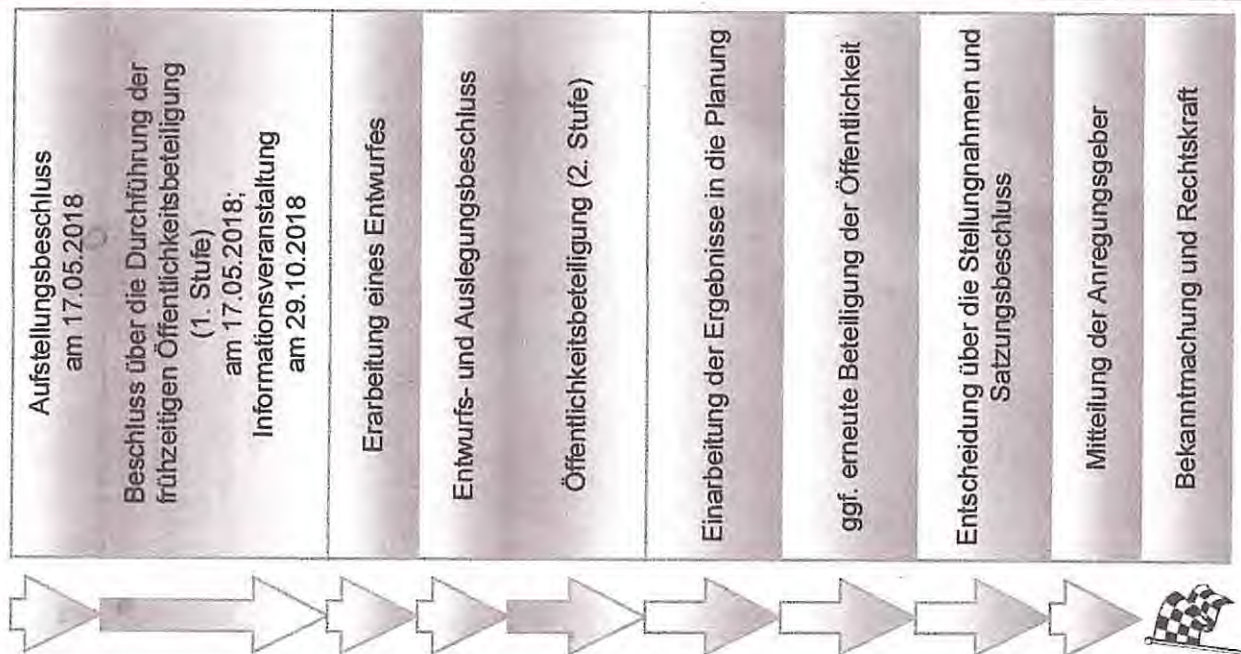 Aufstellungsbeschluss
am 17.05.2018
Beschluss über die Durchführung der
frühzeitigen Öffentlichkeitsbeteiligung
(1. Stufe)
am 17.05.2018;
Informationsveranstaltung
am 29.10.2018
Erarbeitung eines Entwurfes
Entwurfs- und Auslegungsbeschluss
Öffentlichkeitsbeteiligung (2. Stufe)
Einarbeitung der Ergebnisse in die Planung
ggf. erneute Beteiligung der Öffentlichkeit
Entscheidung über die Stellungnahmen und
Satzungsbeschluss
Mitteilung der Anregungsgeber
Bekanntmachung und Rechtskraft